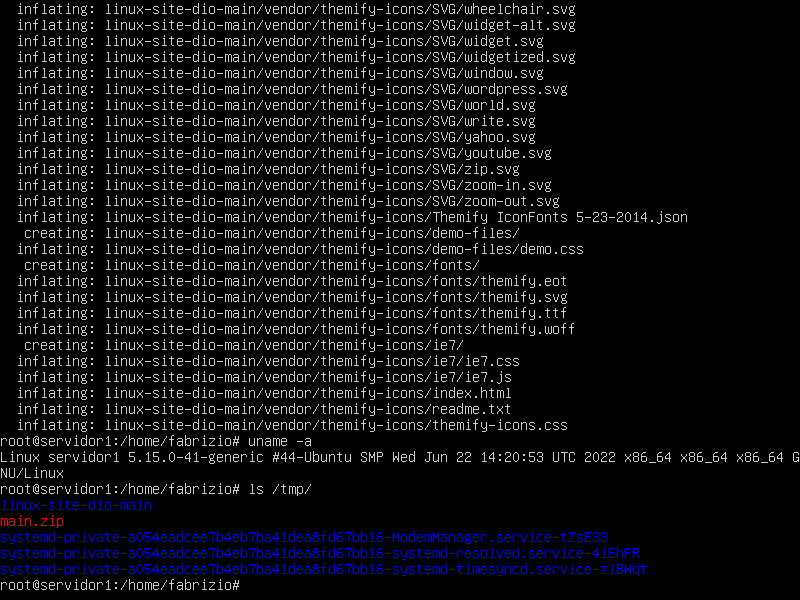 inflating: linux-site-dio-main/vendor/themify-icons/SVG/wheelchair.svg
inflating: linux-site-dio-main/vendor/themify-icons/SVG/widget-alt.svg
inflating: linux-site-dio-main/vendor/themify-icons/SVG/widget.svg
inflating: linux-site-dio-main/vendor/themify-icons/SVG/widgetized.svg
inflating: linux-site-dio-main/vendor/themify-icons/SVG/window.svg
inflating: linux-site-dio-main/vendor/themify-icons/SVG/wordpress.svg
inflating: linux-site-dio-main/vendor/themify-icons/SVG/world.svg
inflating: linux-site-dio-main/vendor/themify-icons/SVG/write.svg
inflating: linux-site-dio-main/vendor/themify-icons/SVG/yahoo.svg
inflating: linux-site-dio-main/vendor/themify-icons/SVG/youtube.svg
inflating: linux-site-dio-main/vendor/themify-icons/SVG/zip.svg
inflating: linux-site-dio-main/vendor/themify-icons/SVG/zoom-in.svg
inflating: linux-site-dio-main/vendor/themify-icons/SVG/zoom-out.svg
inflating: linux-site-dio-main/vendor/themify-icons/Themify IconFonts 5-23-2014.json
creating: linux-site-dio-main/vendor/themify-icons/demo-files/
inflating: linux-site-dio-main/vendor/themify-icons/demo-files/demo.css
creating: linux-site-dio-main/vendor/themify-icons/fonts/
inflating: linux-site-dio-main/vendor/themify-icons/fonts/themify.eot
inflating: linux-site-dio-main/vendor/themify-icons/fonts/themify.svg
inflating: linux-site-dio-main/vendor/themify-icons/fonts/themify.ttf
inflating: linux-site-dio-main/vendor/themify-icons/fonts/themify.woff
creating: linux-site-dio-main/vendor/themify-icons/ie7/
inflating: linux-site-dio-main/vendor/themify-icons/ie7/ie7.css
inflating: linux-site-dio-main/vendor/themify-icons/ie7/ie7.js
inflating: linux-site-dio-main/vendor/themify-icons/index.html
inflating: linux-site-dio-main/vendor/themify-icons/readme.txt
inflating: linux-site-dio-main/vendor/themify-icons/themify-icons.css
root@servidor1:/home/fabrizio# uname -a
Linux servidor1 5.15.0-41-generic #44-Ubuntu SMP Wed Jun 22 14:20:53 UTC 2022 x86_64 x86_64 x86_64 G
NU/Linux
root@servidor1:/home/fabrizio# ls /tmp/
linux-site-dio-main
main.zip
systemd-private-a054eadcee7b4eb7ba41dea8fd67bb16-ModemManager.service-tZsE33
systemd-private-a054eadcee7b4eb7ba41dea8fd67bb16-systemd-resolved.service-4iEhFR
systemd-private-a054eadcee7b4eb7ba41dea8fd67bb16-systemd-timesyncd.service-zl8Wqt
root@servidor1:/home/fabrizio#